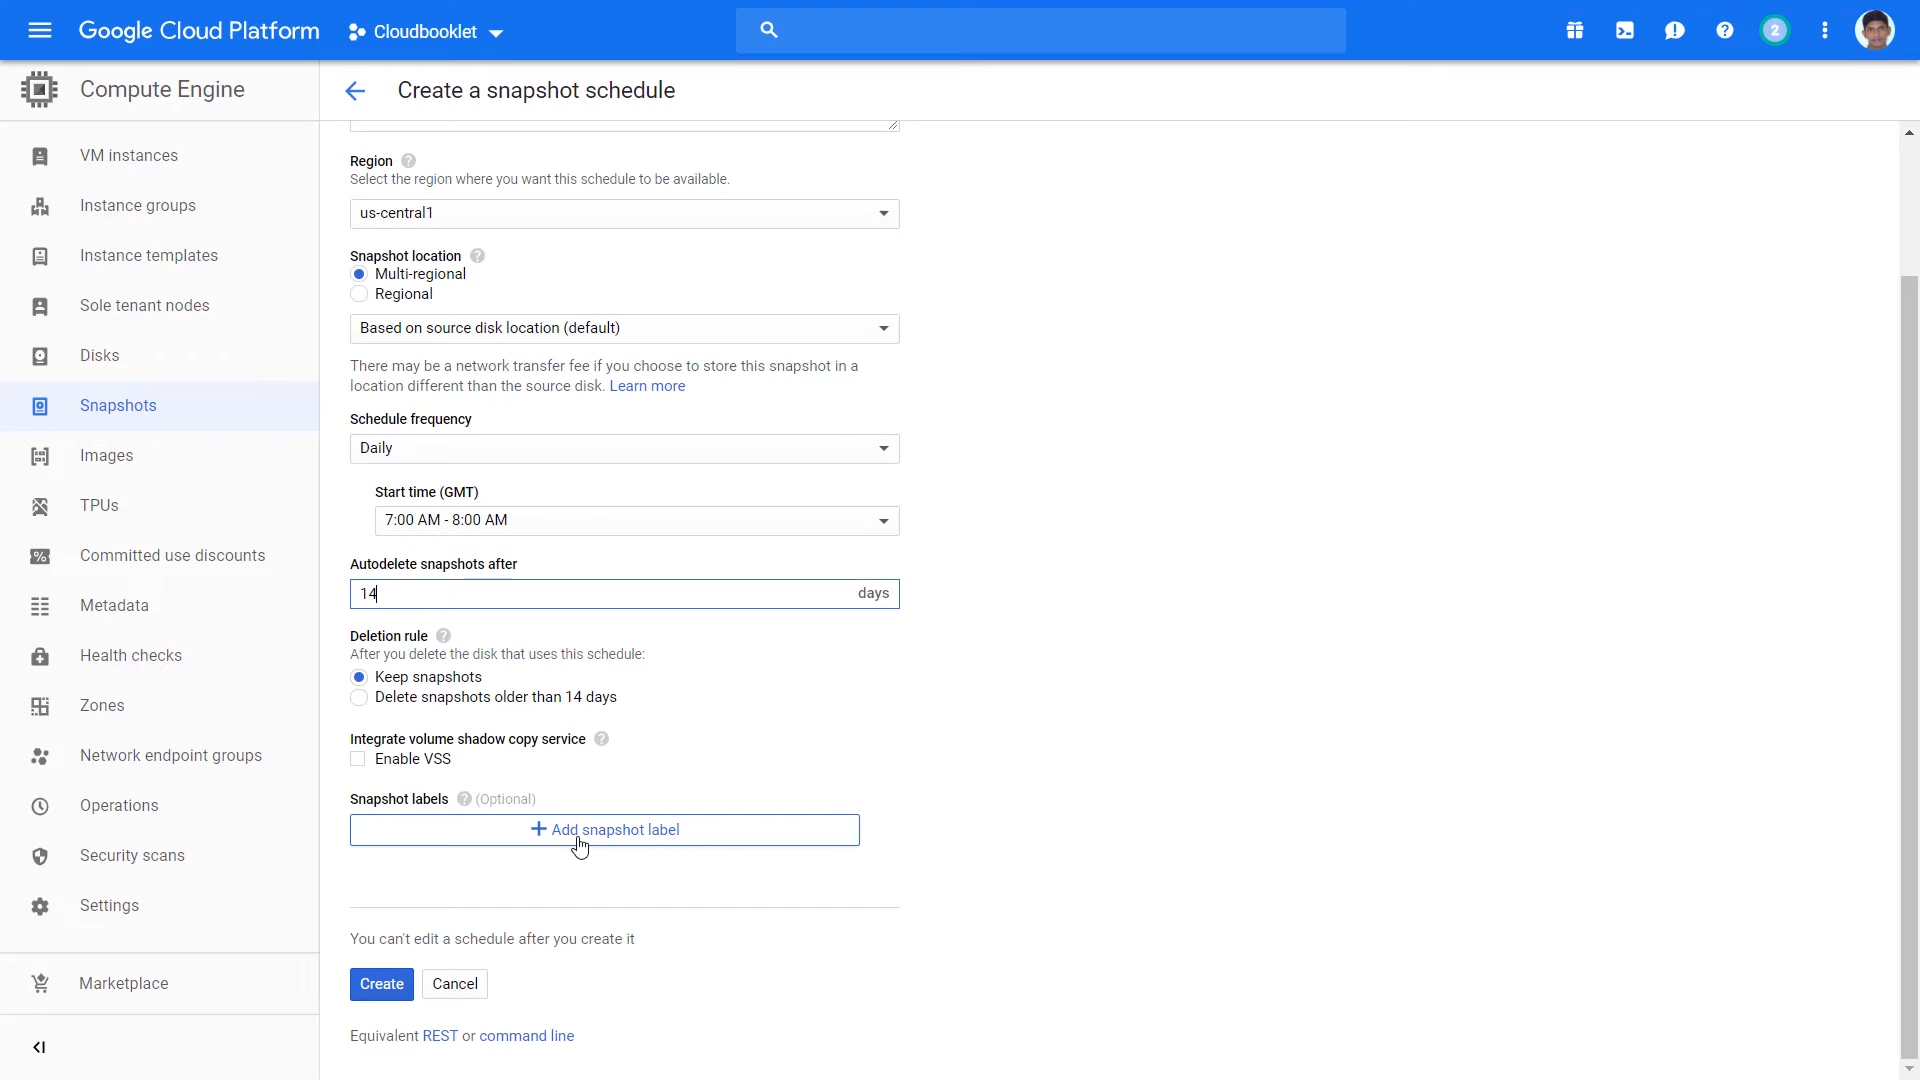 Google Cloud Platform
Cloudbooklet
2
Compute Engine
Create a snapshot schedule
VM instances
Instance groups
Instance templates
Sole tenant nodes
Disks
Snapshots
Images
TPUs
Committed use discounts
Metadata
Health checks
Zones
Network endpoint groups
Operations
Security scans
Settings
Marketplace
Region
Select the region where you want this schedule to be available.
us-central1
Snapshot location
Multi-regional
Regional
Based on source disk location (default)
There may be a network transfer fee if you choose to store this snapshot in a
location different than the source disk. Learn more
Schedule frequency
Daily
Start time (GMT)
7:00 AM - 8:00 AM
Autodelete snapshots after
14 days
Deletion rule
After you delete the disk that uses this schedule:
Keep snapshots
Delete snapshots older than 14 days
Integrate volume shadow copy service
Enable VSS
Snapshot labels (Optional)
+ Add snapshot label
You can't edit a schedule after you create it
Create Cancel
Equivalent REST or command line